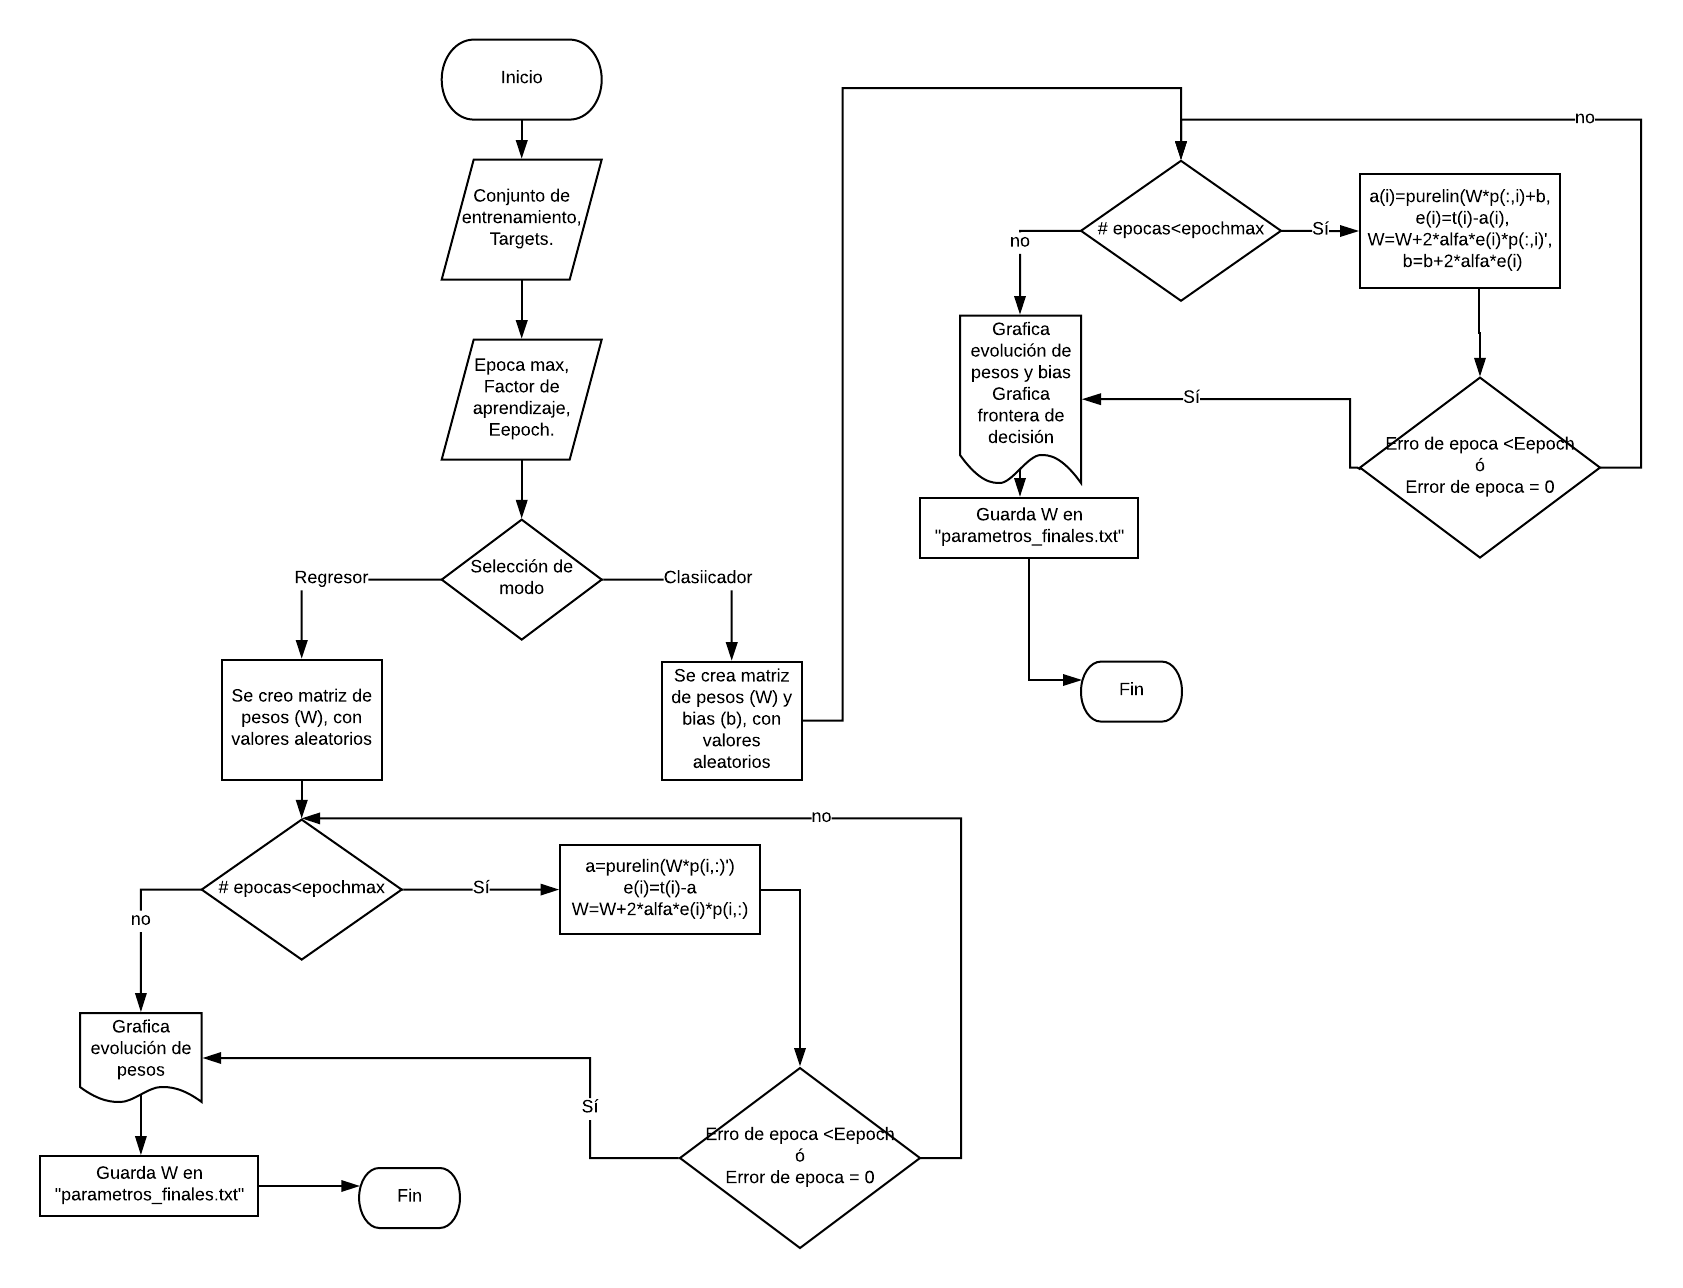 Inicio
Conjunto de
entrenamiento,
Targets.
Epoca max,
Factor de
aprendizaje,
Eepoch.
Selección de
modo
Regresor
Clasiicador
Se creo matriz de
pesos (W), con
valores aleatorios
Se crea matriz
de pesos (W) y
bias (b), con
valores
aleatorios
# epocas<epochmax
no
Sí
a=purelin(W*p(i,:)')
e(i)=t(i)-a
W=W+2*alfa*e(i)*p(i,:)
no
Grafica
evolución de
pesos
Sí
Erro de epoca <Eepoch
ó
Error de epoca = 0
Guarda W en
"parametros_finales.txt"
Fin
no
# epocas<epochmax
Sí
a(i)=purelin(W*p(:,i)+b,
e(i)=t(i)-a(i),
W=W+2*alfa*e(i)*p(:,i)',
b=b+2*alfa*e(i)
no
Grafica
evolución de
pesos y bias
Grafica
frontera de
decisión
Sí
Erro de epoca <Eepoch
ó
Error de epoca = 0
Guarda W en
"parametros_finales.txt"
Fin